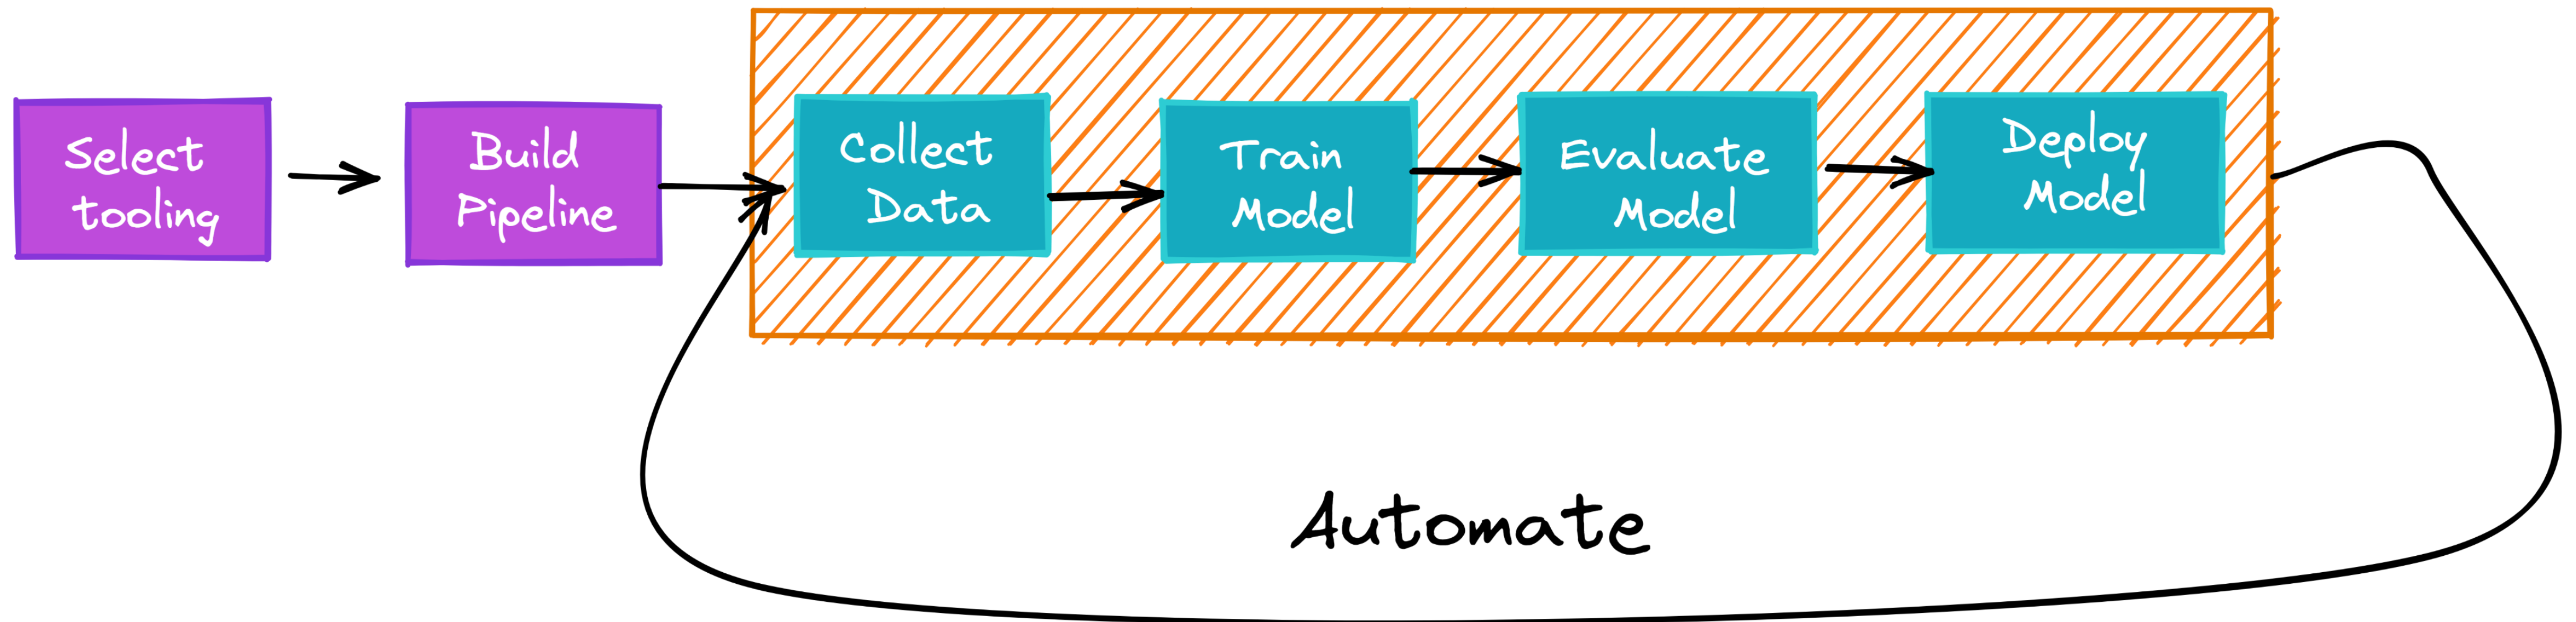 Select
tooling
Build
Pipeline
Collect
Data
Train
Model
Evaluate
Model
Deploy
Model
Automate